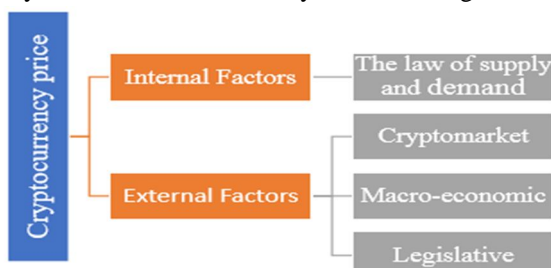 Cryptocurrency price
Internal Factors
The law of supply
and demand
External Factors
Cryptomarket
Macro-economic
Legislative